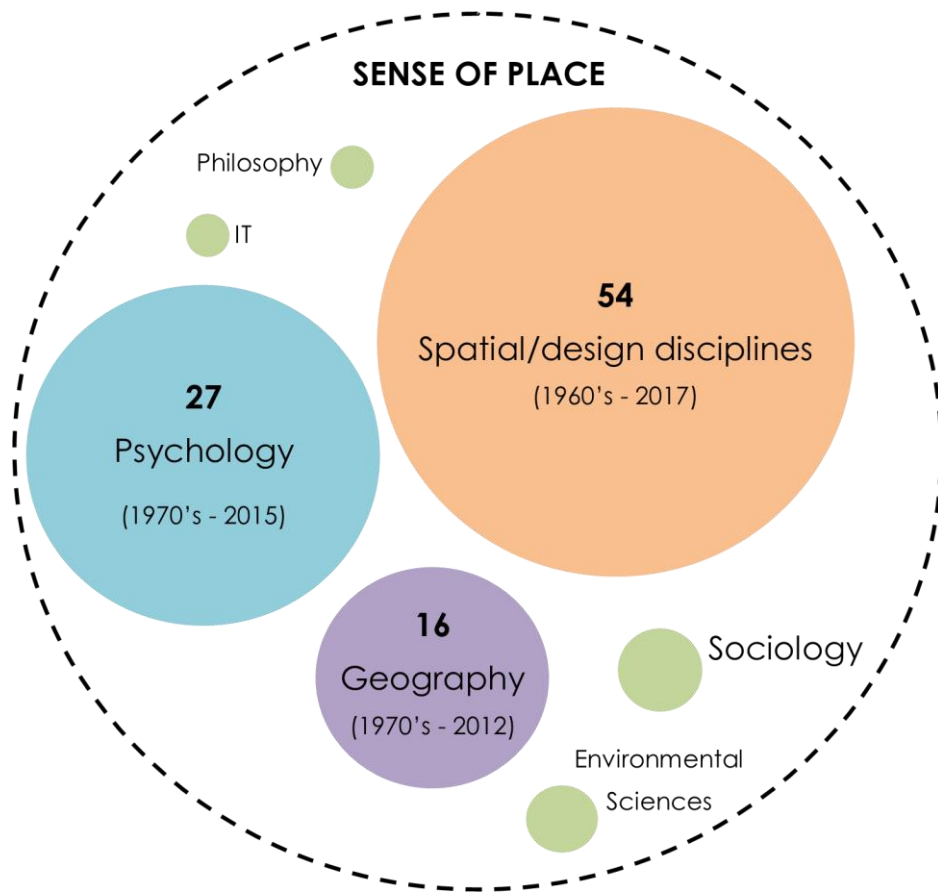 SENSE OF PLACE
Philosophy
IT
54
Spatial/design disciplines
(1960's - 2017)
27
Psychology
(1970's - 2015)
16
Geography
(1970's - 2012)
Sociology
Environmental
Sciences